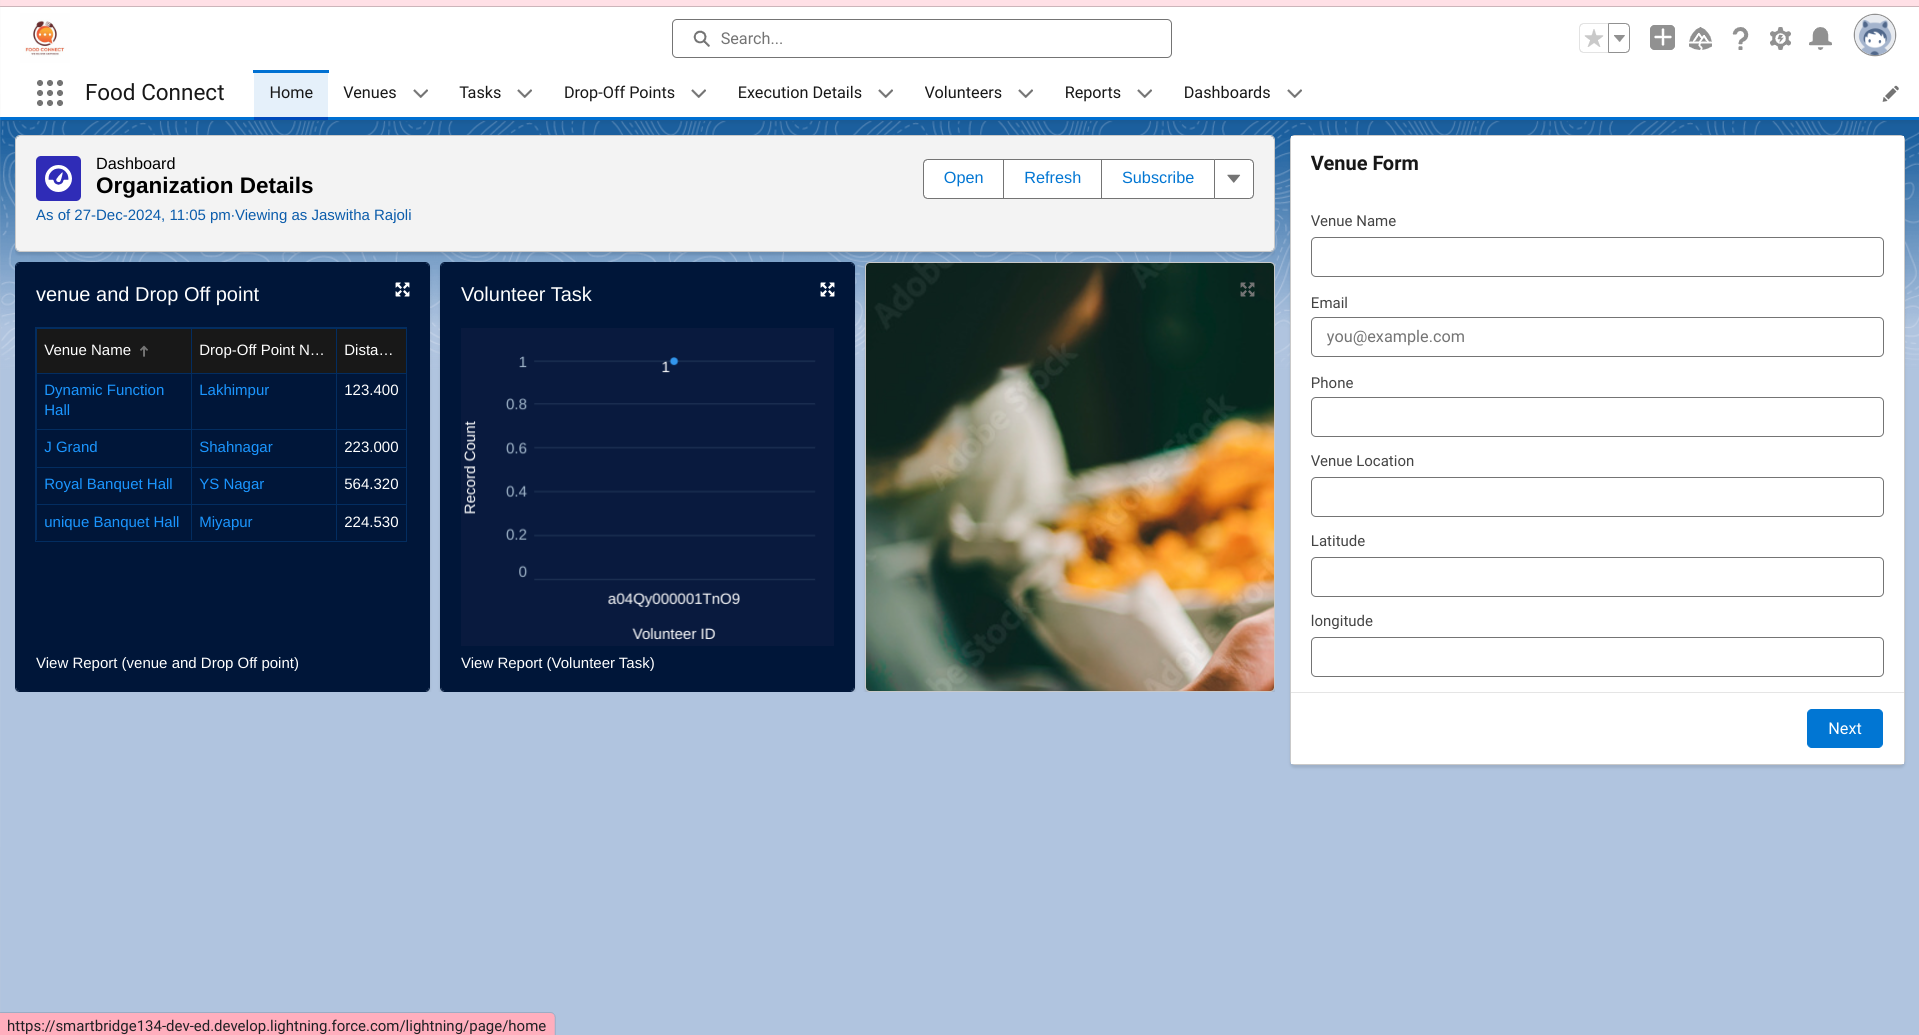 FOOD CONNECT
Search...
Food Connect
Home
Venues
Tasks
Drop-Off Points
Execution Details
Volunteers
Reports
Dashboards
Dashboard
Organization Details
As of 27-Dec-2024, 11:05 pm·Viewing as Jaswitha Rajoli
Open
Refresh
Subscribe
venue and Drop Off point
Venue Name ↑ Drop-Off Point N... Dista...
Dynamic Function Hall Lakhimpur 123.400
J Grand Shahnagar 223.000
Royal Banquet Hall YS Nagar 564.320
unique Banquet Hall Miyapur 224.530
View Report (venue and Drop Off point)
Volunteer Task
Record Count
1
0.8
0.6
0.4
0.2
0
1
a04Qy000001TnO9
Volunteer ID
View Report (Volunteer Task)
Adobe Stock
Adobe Stock
Adobe Stock
Venue Form
Venue Name
Email
you@example.com
Phone
Venue Location
Latitude
longitude
Next
https://smartbridge134-dev-ed.develop.lightning.force.com/lightning/page/home